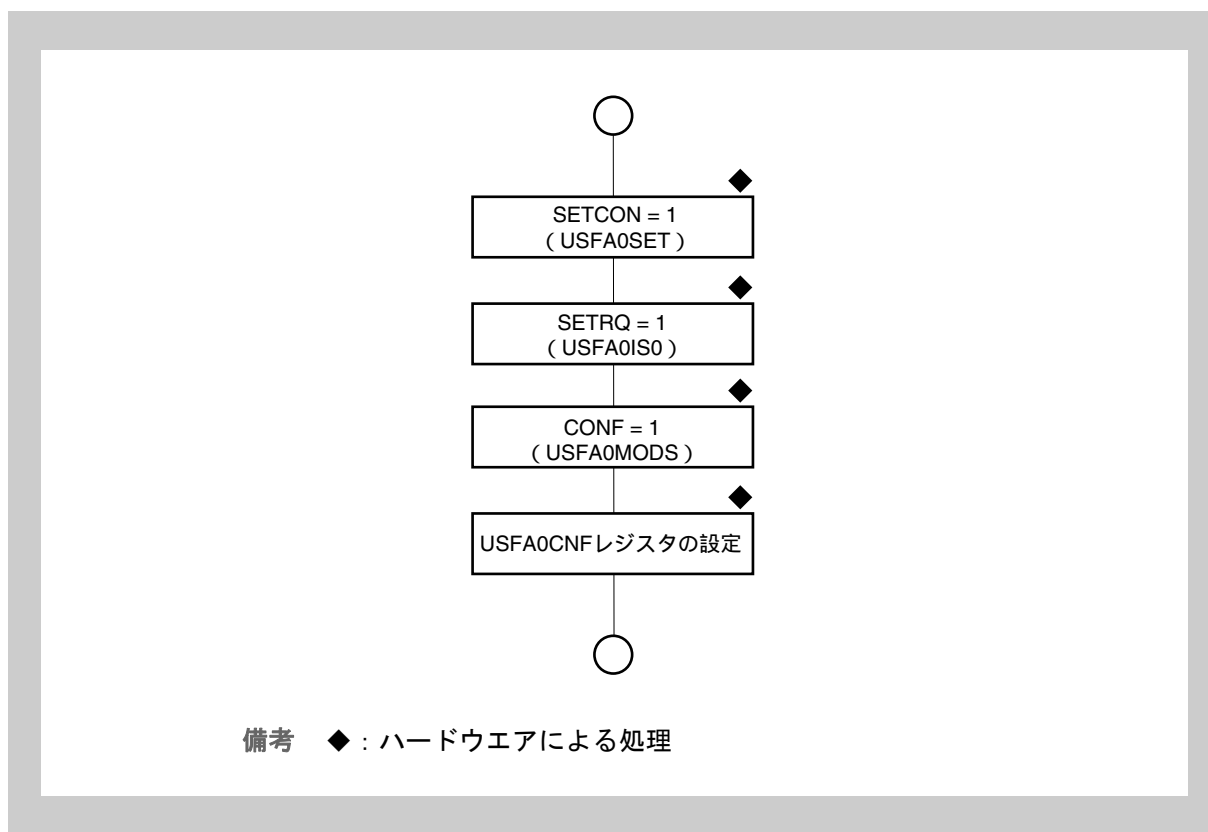 SETCON = 1
( USFA0SET )
SETRQ = 1
( USFA0IS0 )
CONF = 1
( USFA0MODS )
USFA0CNFレジスタの設定
備考 ◆ : ハードウエアによる処理